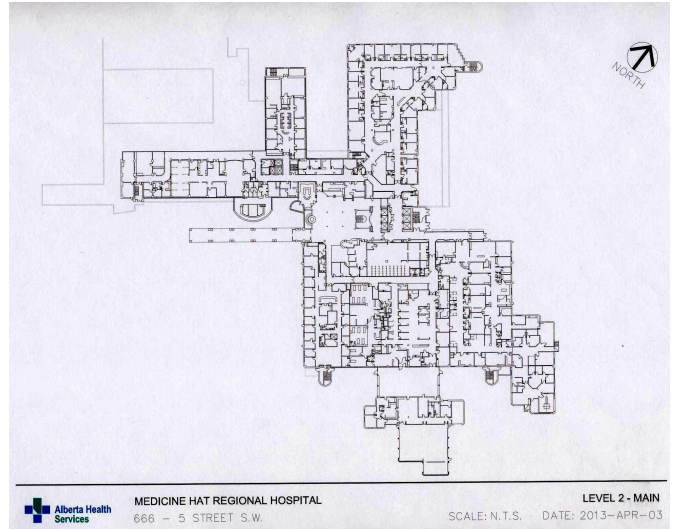 NORTH
Alberta Health
Services
MEDICINE HAT REGIONAL HOSPITAL
666 - 5 STREET S.W.
LEVEL 2 - MAIN
SCALE: N.T.S. DATE: 2013-APR-03